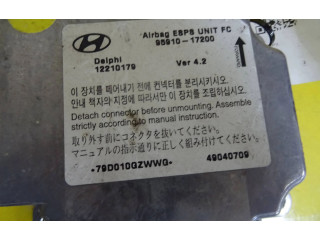 Airbag ESPS UNIT FC
95910-17200
Delphi
12210179
Ver 4.2
이 장치를 떼어내기 전에 컨넥터를 분리하시오.
안내 책자의 지침에 따라서만 이 장치를 조립하시오.
Detach connector before unmounting. Assemble
strictly according to manual instruction.
取り外す前にコネクタを抜いてください。
マニュアルの指示通りに正しく組み付けてください
*79D010GZWWG*
49040709